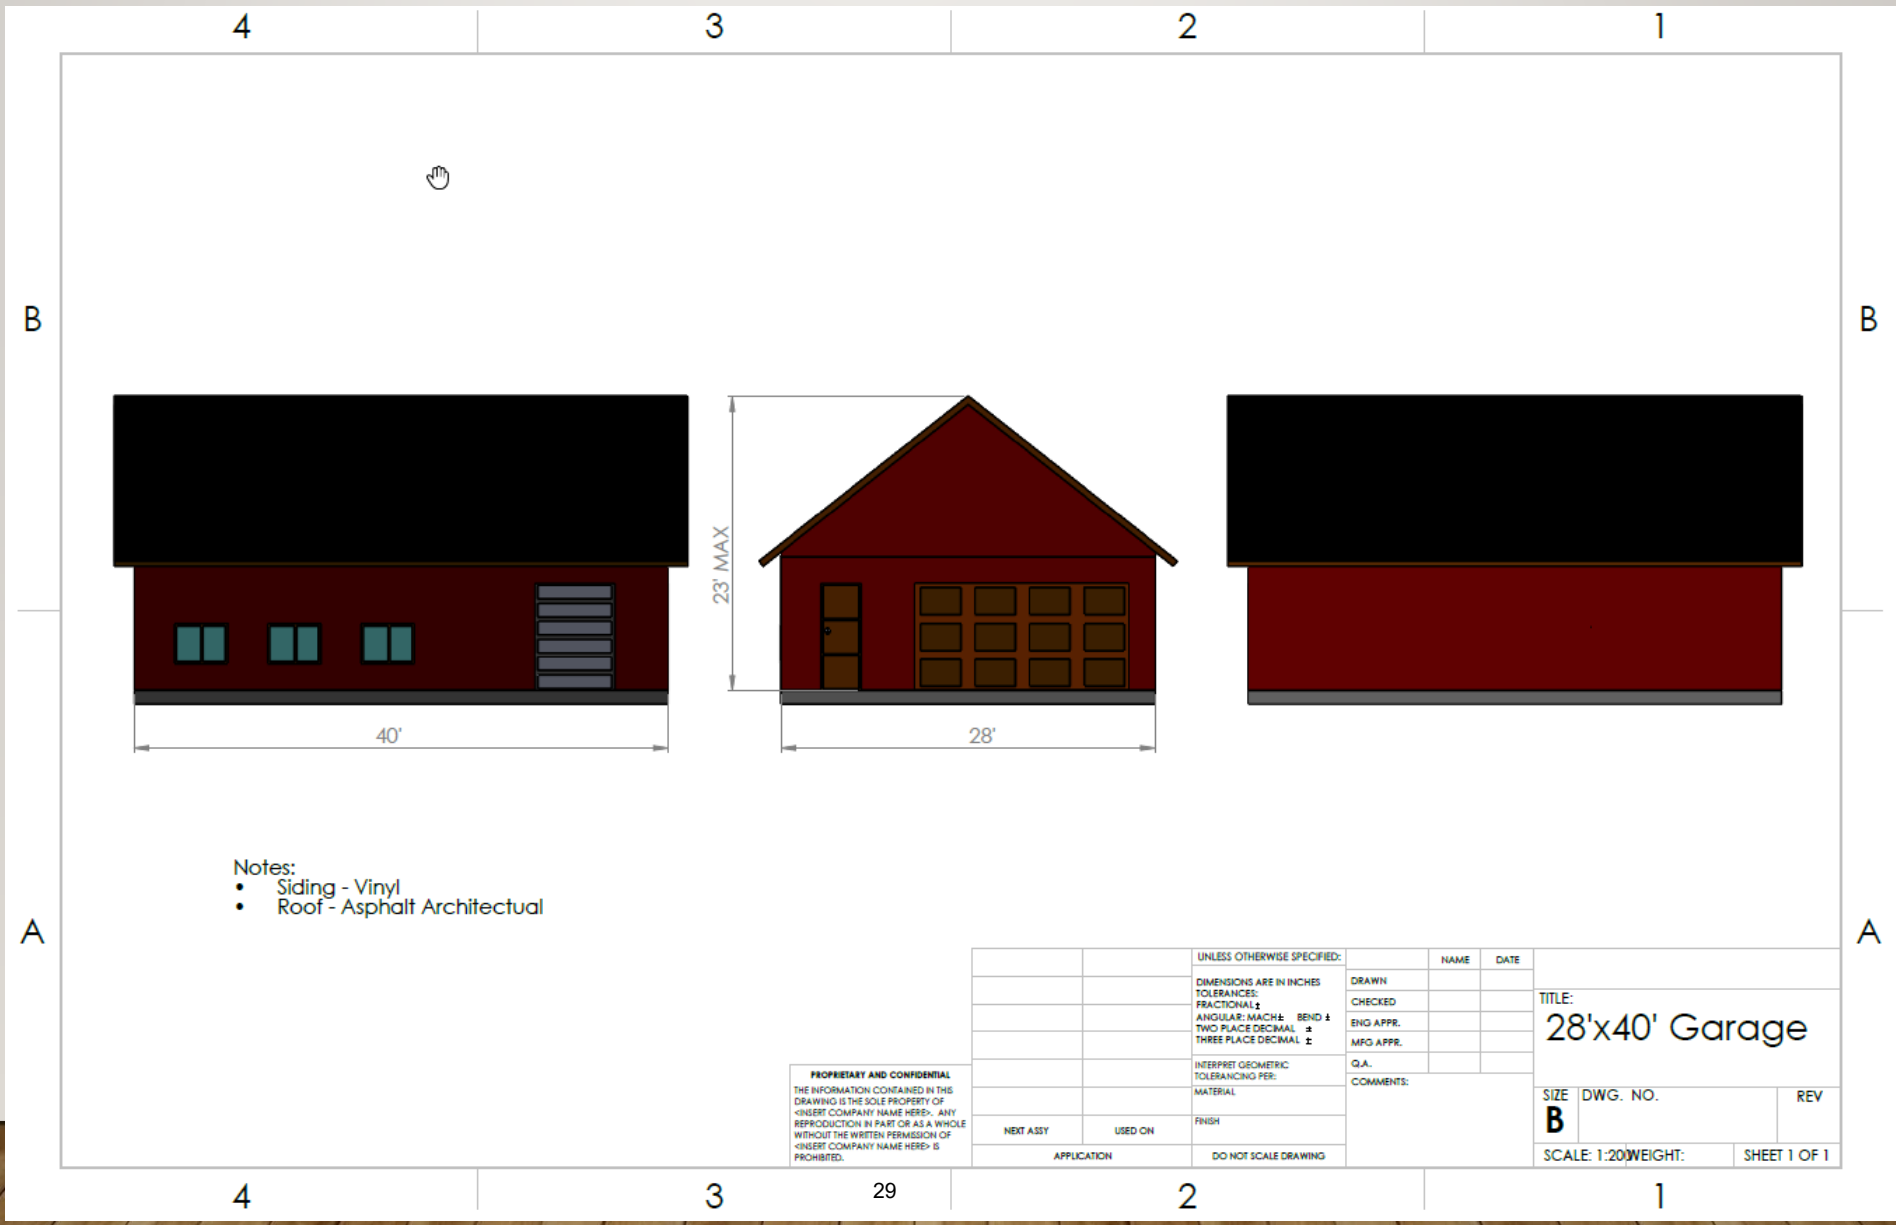 4 3 2 1
B B
23' MAX
40' 28'
Notes:
• Siding - Vinyl
• Roof - Asphalt Architectual
A A
UNLESS OTHERWISE SPECIFIED:
DIMENSIONS ARE IN INCHES
TOLERANCES:
FRACTIONAL±
ANGULAR: MACH± BEND ±
TWO PLACE DECIMAL ±
THREE PLACE DECIMAL ±
INTERPRET GEOMETRIC
TOLERANCING PER:
MATERIAL
FINISH
DO NOT SCALE DRAWING
NAME DATE
DRAWN
CHECKED
ENG APPR.
MFG APPR.
Q.A.
COMMENTS:
TITLE:
28'x40' Garage
SIZE DWG. NO. REV
B
SCALE: 1:200 WEIGHT: SHEET 1 OF 1
PROPRIETARY AND CONFIDENTIAL
THE INFORMATION CONTAINED IN THIS
DRAWING IS THE SOLE PROPERTY OF
<INSERT COMPANY NAME HERE>. ANY
REPRODUCTION IN PART OR AS A WHOLE
WITHOUT THE WRITTEN PERMISSION OF
<INSERT COMPANY NAME HERE> IS
PROHIBITED.
NEXT ASSY USED ON
APPLICATION
4 3 29 2 1